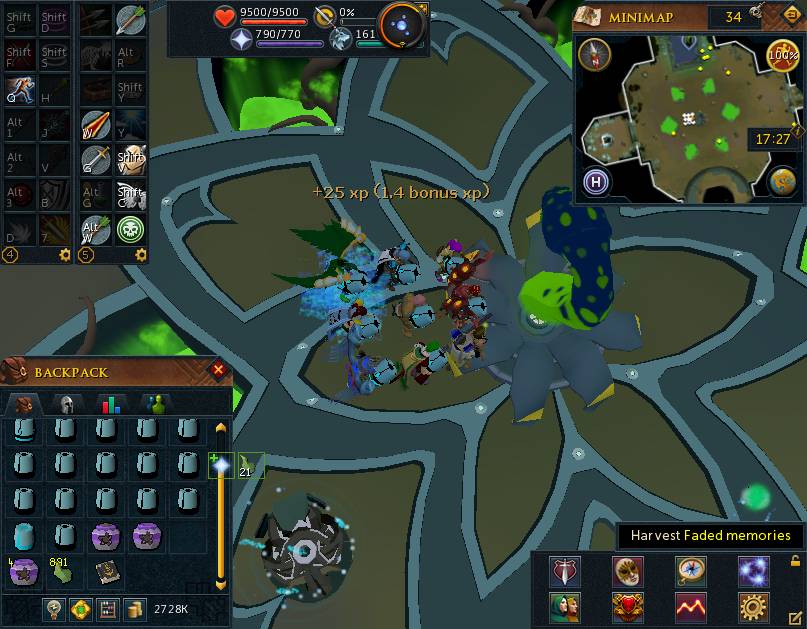 9500/9500
0%
790/770
161
MINIMAP
34
100%
17:27
H
Shift G
Shift D
Shift F
Shift S
Alt R
Q
H
Shift Y
Alt 1
J
W
Y
Alt 2
V
G
Shift V
Alt 3
B
Alt G
Shift C
D
7
Alt W
4
5
+25 xp (1.4 bonus xp)
BACKPACK
21
4
891
2728K
Harvest Faded memories